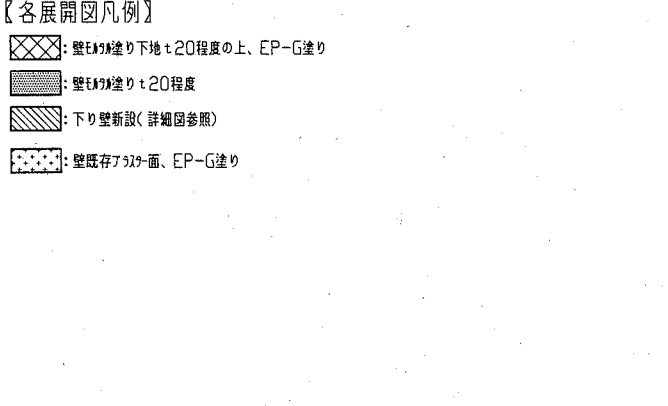 【各展開図凡例】
：壁ﾓﾙﾀﾙ塗り下地ｔ20程度の上、EP-G塗り
：壁ﾓﾙﾀﾙ塗りｔ20程度
：下り壁新設(詳細図参照)
：壁既存ﾌﾟﾗｽﾀｰ面、EP-G塗り